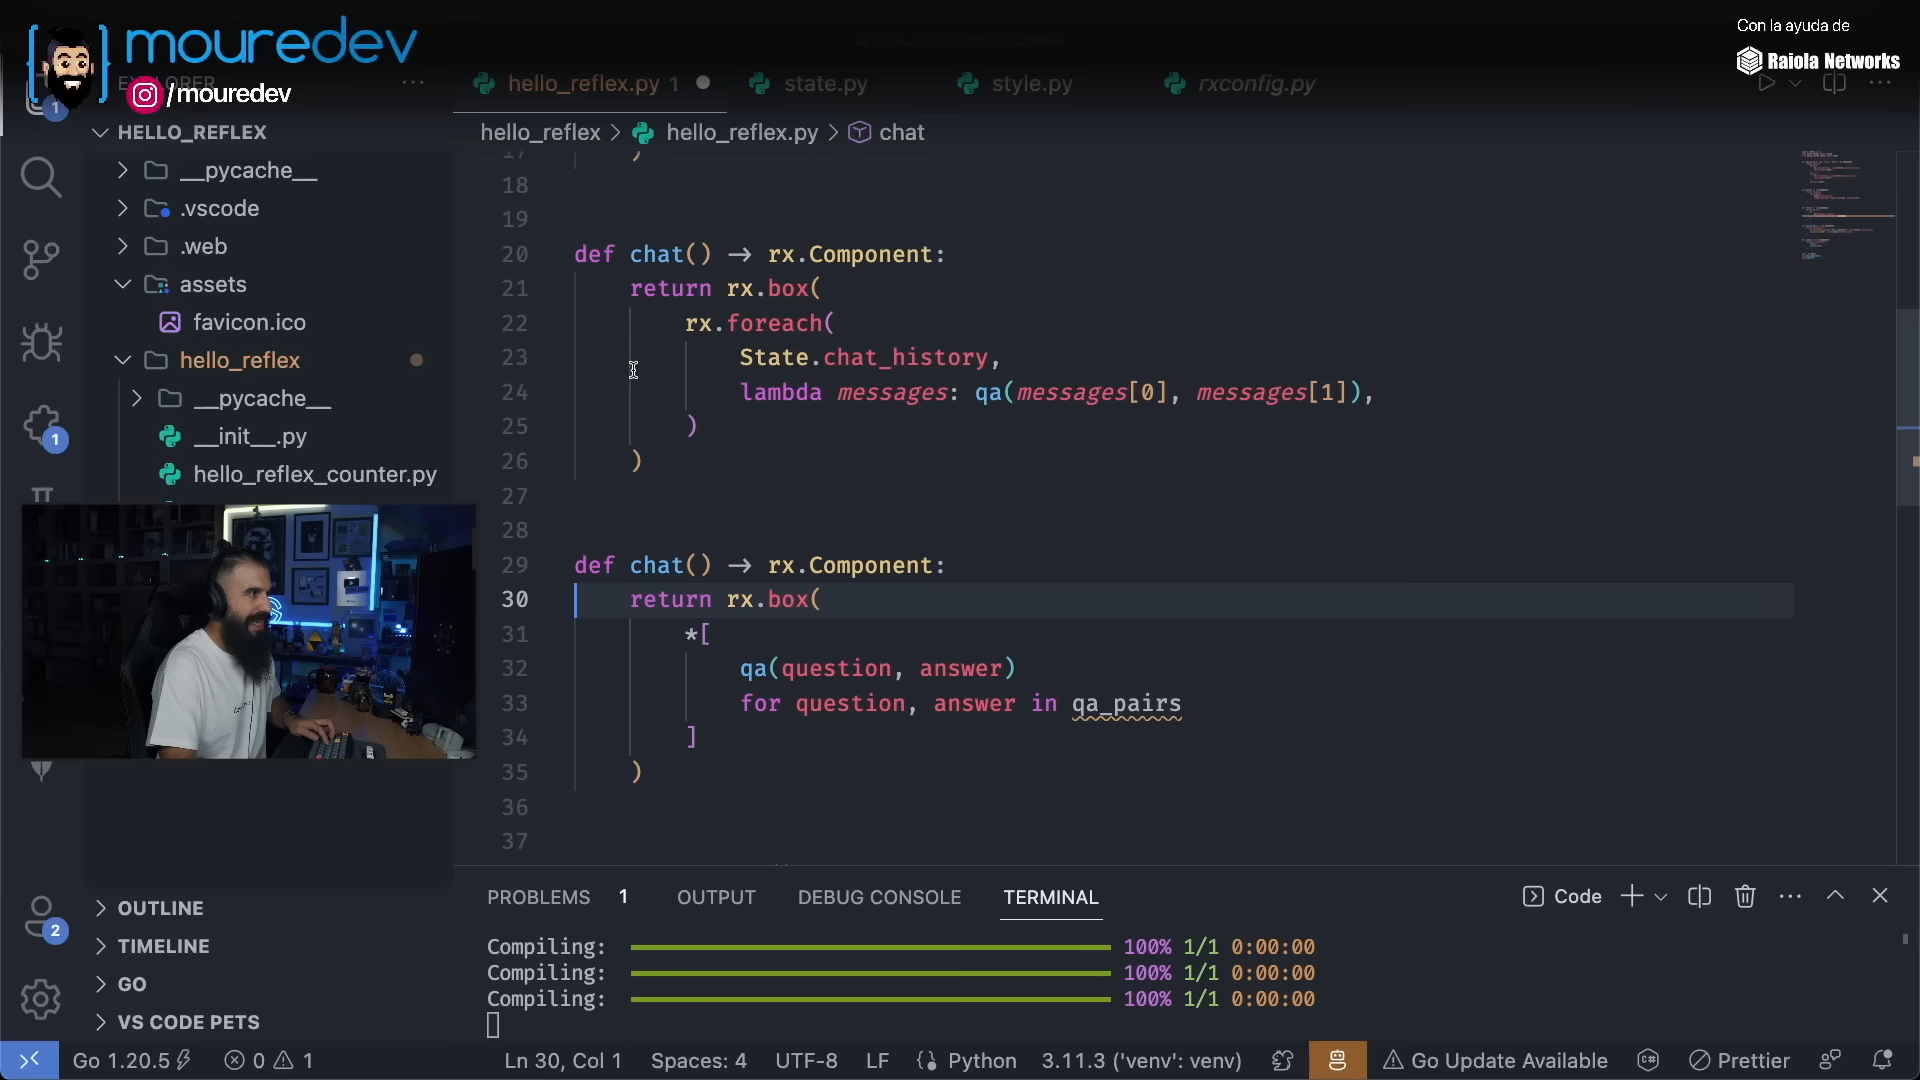 mouredev
/mouredev
Con la ayuda de
Raiola Networks
EXPLORER
hello_reflex.py 1
state.py
style.py
rxconfig.py
hello_reflex > hello_reflex.py > chat
HELLO_REFLEX
__pycache__
.vscode
.web
assets
favicon.ico
hello_reflex
__pycache__
__init__.py
hello_reflex_counter.py
17 )
18
19
20 def chat() → rx.Component:
21 return rx.box(
22 rx.foreach(
23 State.chat_history,
24 lambda messages: qa(messages[0], messages[1]),
25 )
26 )
27
28
29 def chat() → rx.Component:
30 return rx.box(
31 *[
32 qa(question, answer)
33 for question, answer in qa_pairs
34 ]
35 )
36
37
1
1
2
OUTLINE
TIMELINE
GO
VS CODE PETS
PROBLEMS 1 OUTPUT DEBUG CONSOLE TERMINAL
Code
Compiling: 100% 1/1 0:00:00
Compiling: 100% 1/1 0:00:00
Compiling: 100% 1/1 0:00:00
Go 1.20.5 0 1 Ln 30, Col 1 Spaces: 4 UTF-8 LF Python 3.11.3 ('venv': venv) Go Update Available Prettier